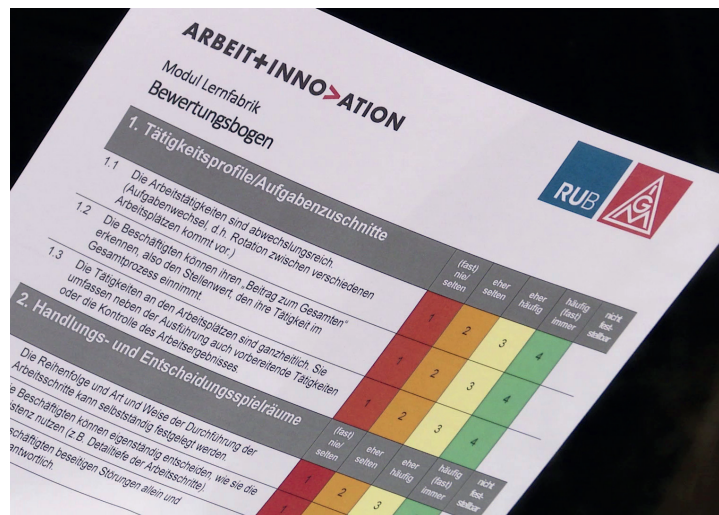 ARBEIT+INNO>ATION
Modul Lernfabrik
Bewertungsbogen
RUB
IGM
1. Tätigkeitsprofile/Aufgabenzuschnitte
(fast) nie/ selten
eher selten
eher häufig
häufig (fast) immer
nicht fest- stellbar
1.1 Die Arbeitstätigkeiten sind abwechslungsreich.
(Aufgabenwechsel, d.h. Rotation zwischen verschiedenen
Arbeitsplätzen kommt vor.)
1 2 3 4
1.2 Die Beschäftigten können ihren „Beitrag zum Gesamten“
erkennen, also den Stellenwert, den ihre Tätigkeit im
Gesamtprozess einnimmt.
1 2 3 4
1.3 Die Tätigkeiten an den Arbeitsplätzen sind ganzheitlich. Sie
umfassen neben der Ausführung auch vorbereitende Tätigkeiten
oder die Kontrolle des Arbeitsergebnisses.
1 2 3 4
2. Handlungs- und Entscheidungsspielräume
(fast) nie/ selten
eher selten
eher häufig
häufig (fast) immer
nicht fest- stellbar
Die Reihenfolge und Art und Weise der Durchführung der
Arbeitsschritte kann selbstständig festgelegt werden.
1 2 3 4
Beschäftigten können eigenständig entscheiden, wie sie die
nutzen (z.B. Detailtiefe der Arbeitsschritte).
1 2 3
beseitigen Störungen allein und